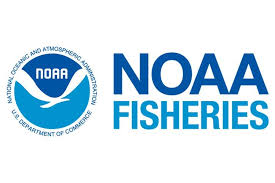 NATIONAL OCEANIC AND ATMOSPHERIC ADMINISTRATION
NOAA
U.S. DEPARTMENT OF COMMERCE
NOAA
FISHERIES